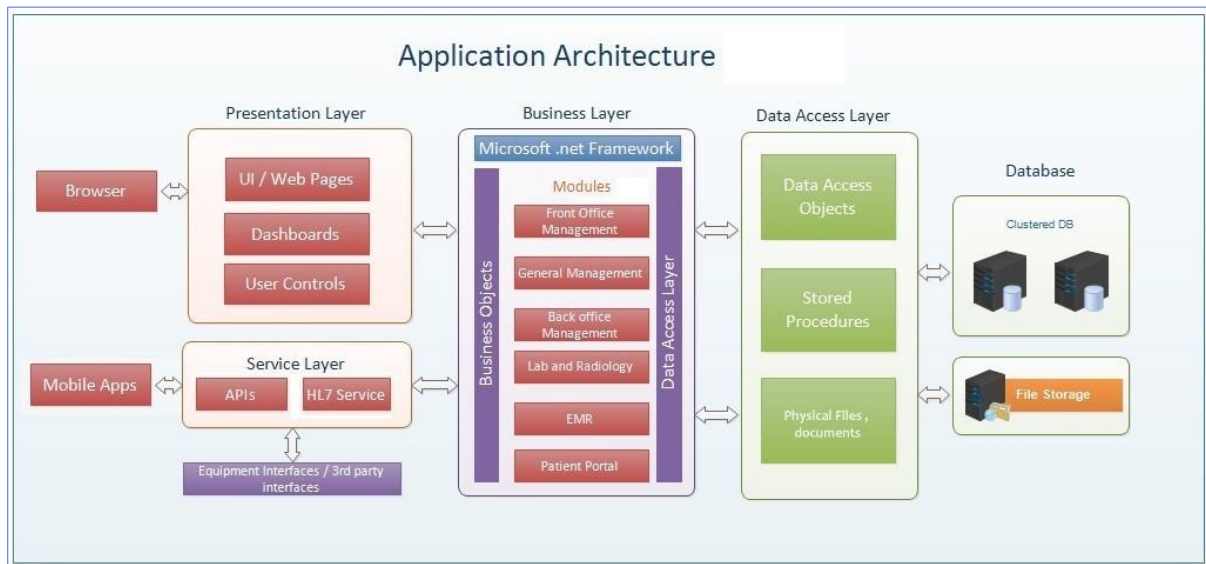 Application Architecture
Presentation Layer
Browser
UI / Web Pages
Dashboards
User Controls
Service Layer
Mobile Apps
APIs
HL7 Service
Equipment Interfaces / 3rd party
interfaces
Business Layer
Microsoft .net Framework
Business Objects
Modules
Front Office
Management
General Management
Back office
Management
Lab and Radiology
EMR
Patient Portal
Data Access Layer
Data Access Layer
Data Access
Objects
Stored
Procedures
Physical Files ,
documents
Database
Clustered DB
File Storage